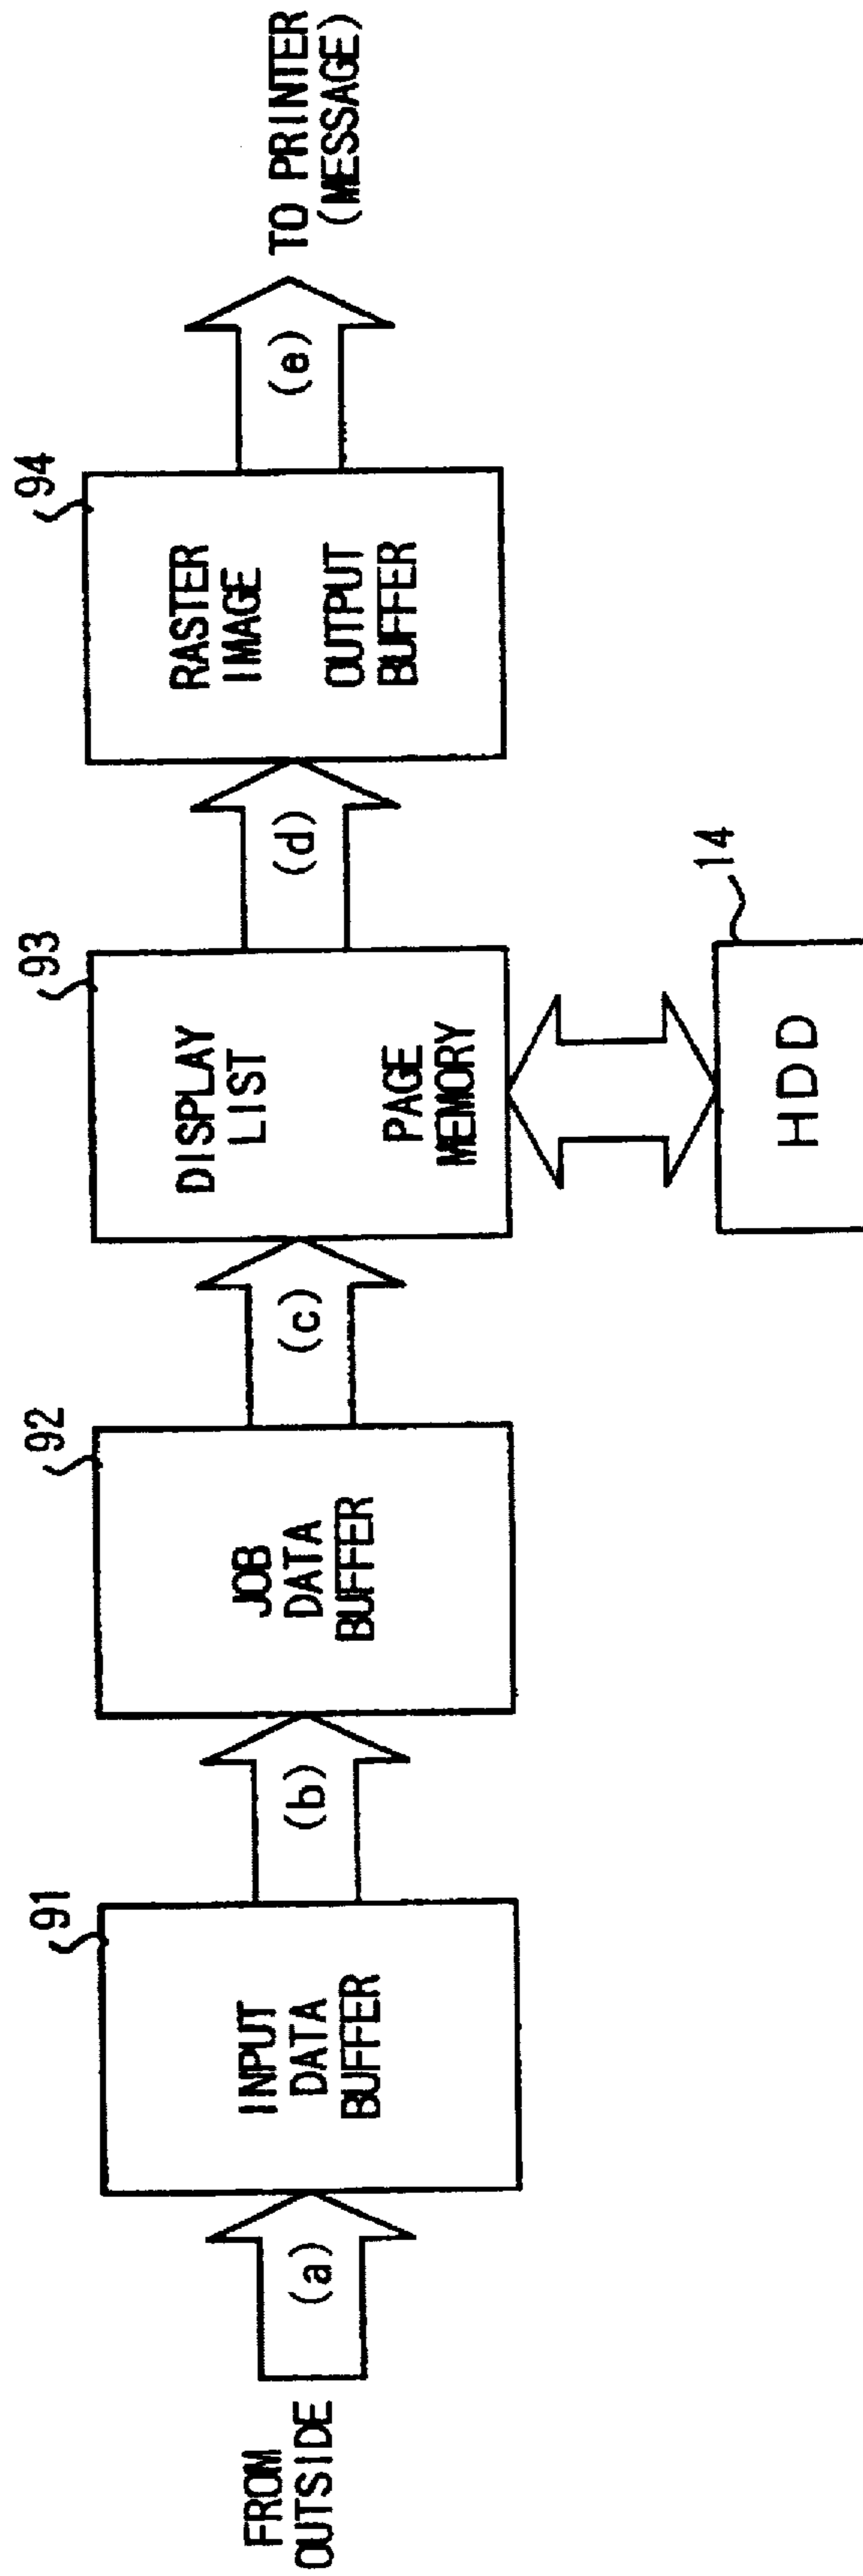 FROM
OUTSIDE
(a)
91
INPUT
DATA
BUFFER
(b)
92
JOB
DATA
BUFFER
(c)
93
DISPLAY
LIST
PAGE
MEMORY
14
HDD
(d)
94
RASTER
IMAGE
OUTPUT
BUFFER
(e)
TO PRINTER
(MESSAGE)